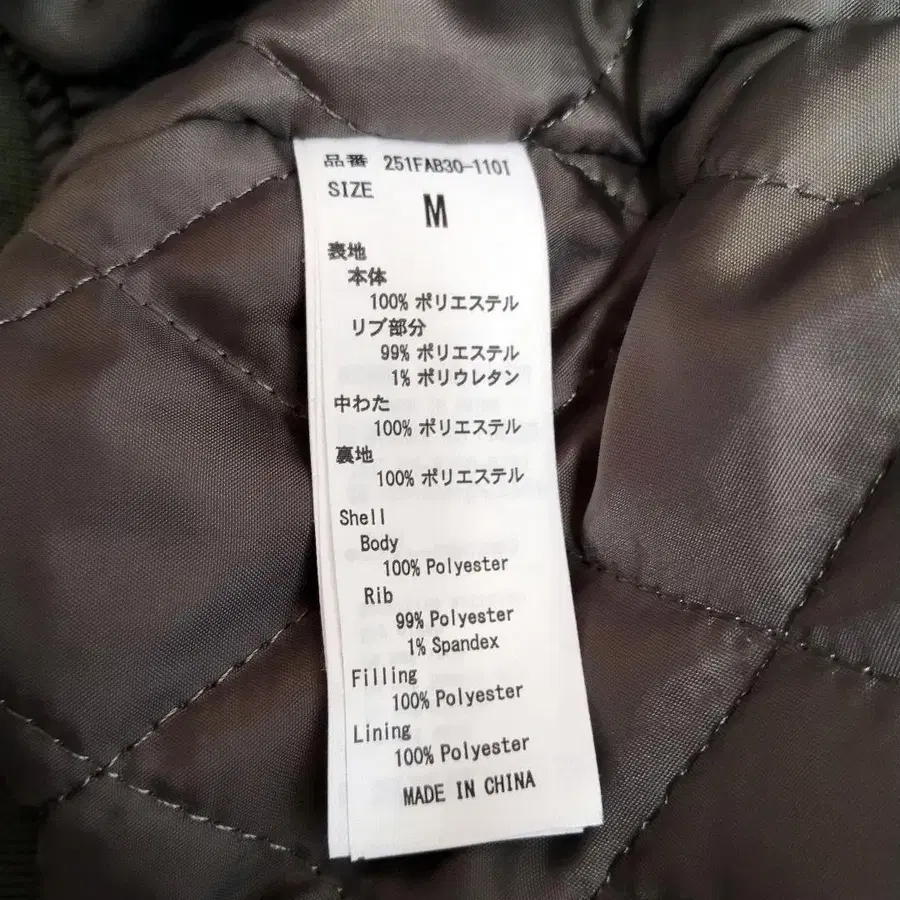 品番 251FAB30-110I
SIZE
M
表地
本体
100% ポリエステル
リブ部分
99% ポリエステル
1% ポリウレタン
中わた
100% ポリエステル
裏地
100% ポリエステル
Shell
Body
100% Polyester
Rib
99% Polyester
1% Spandex
Filling
100% Polyester
Lining
100% Polyester
MADE IN CHINA